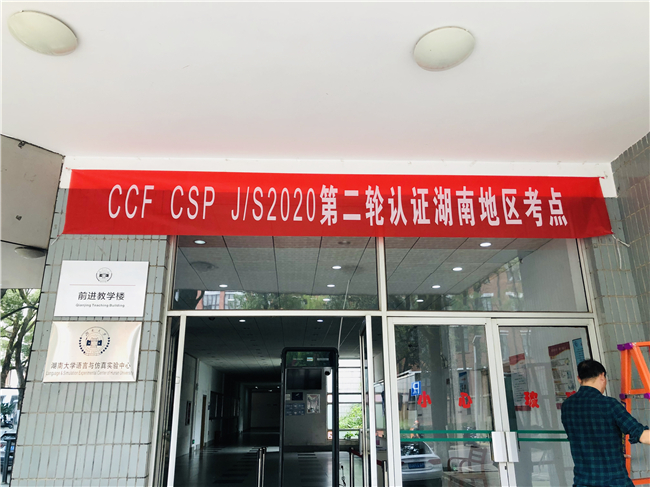 CCF CSP J/S2020第二轮认证湖南地区考点
前进教学楼
Qianjing Teaching Building
湖南大学语言与仿真实验中心
小心